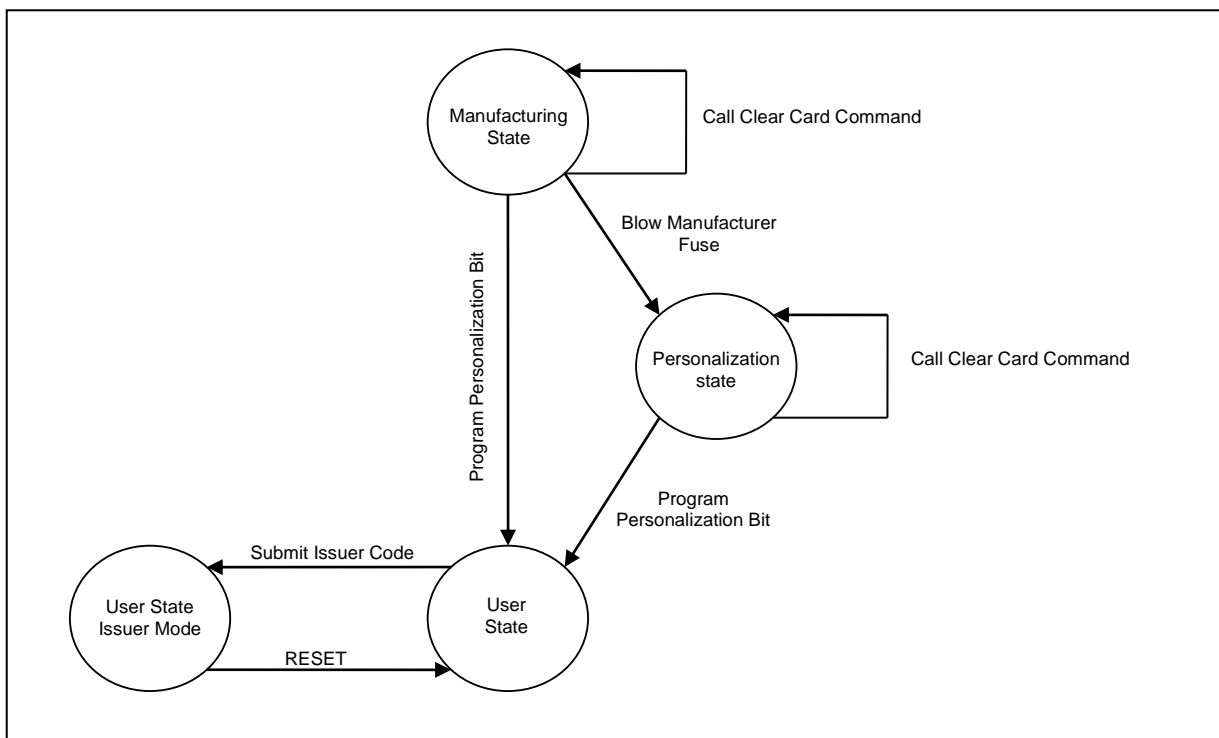 Manufacturing
State
Call Clear Card Command
Blow Manufacturer
Fuse
Program Personalization Bit
Personalization
state
Call Clear Card Command
Program
Personalization Bit
Submit Issuer Code
User State
Issuer Mode
User
State
RESET